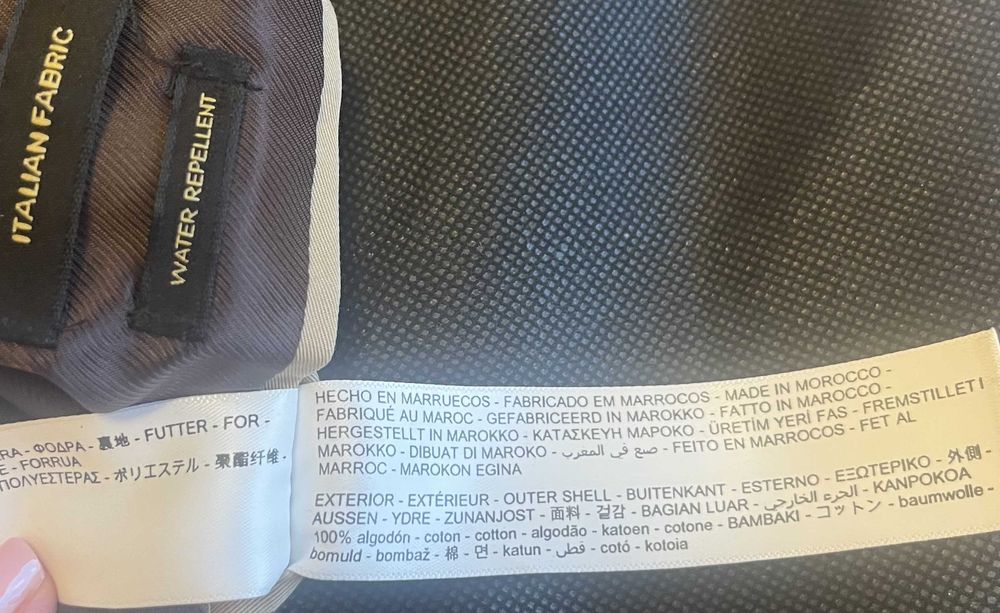 ITALIAN FABRIC
WATER REPELLENT
RA - ΦΟΔΡΑ - 裏地 - FUTTER - FOR -
E - FORRUA
ΠΟΛΥΕΣΤΕΡΑΣ - ポリエステル - 聚酯纤维 -
HECHO EN MARRUECOS - FABRICADO EM MARROCOS - MADE IN MOROCCO -
FABRIQUÉ AU MAROC - GEFABRICEERD IN MAROKKO - FATTO IN MAROCCO -
HERGESTELLT IN MAROKKO - ΚΑΤΑΣΚΕΥΗ ΜΑΡΟΚΟ - ÜRETİM YERİ FAS - FREMSTILLET I
MAROKKO - DIBUAT DI MAROKO - صنع في المغرب - FEITO EN MARROCOS - FET AL
MARROC - MAROKON EGINA
EXTERIOR - EXTÉRIEUR - OUTER SHELL - BUITENKANT - ESTERNO - ΕΞΩΤΕΡΙΚΟ - 外側 -
AUSSEN - YDRE - ZUNANJOST - 面料 - 겉감 - BAGIAN LUAR - الجزء الخارجي - KANPOKOA
100% algodón - coton - cotton - algodão - katoen - cotone - ΒΑΜΒΑΚΙ - コットン - baumwolle -
bomuld - bombaž - 棉 - 면 - katun - قطن - cotó - kotoia